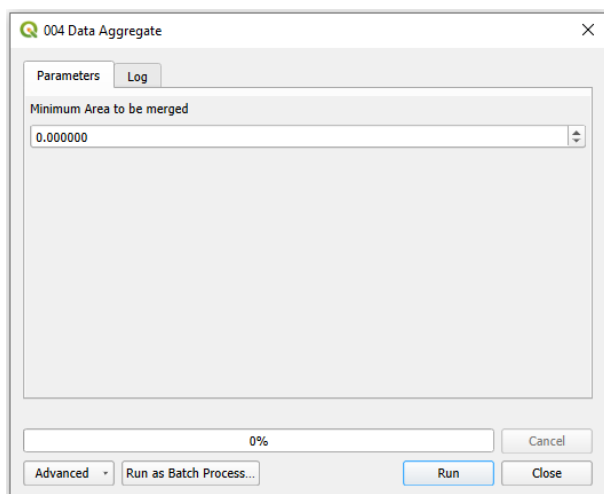 004 Data Aggregate
Parameters Log
Minimum Area to be merged
0.000000
0% Cancel
Advanced Run as Batch Process... Run Close